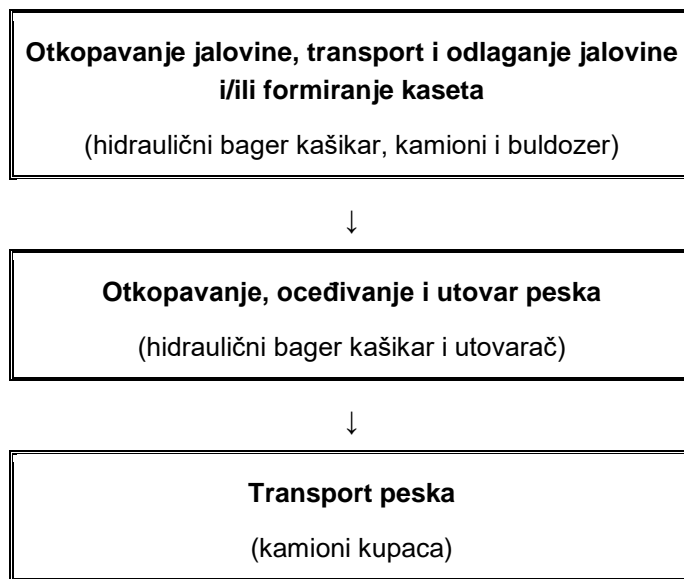 Otkopavanje jalovine, transport i odlaganje jalovine
i/ili formiranje kaseta
(hidraulični bager kašikar, kamioni i buldozer)
↓
Otkopavanje, oceđivanje i utovar peska
(hidraulični bager kašikar i utovarač)
↓
Transport peska
(kamioni kupaca)